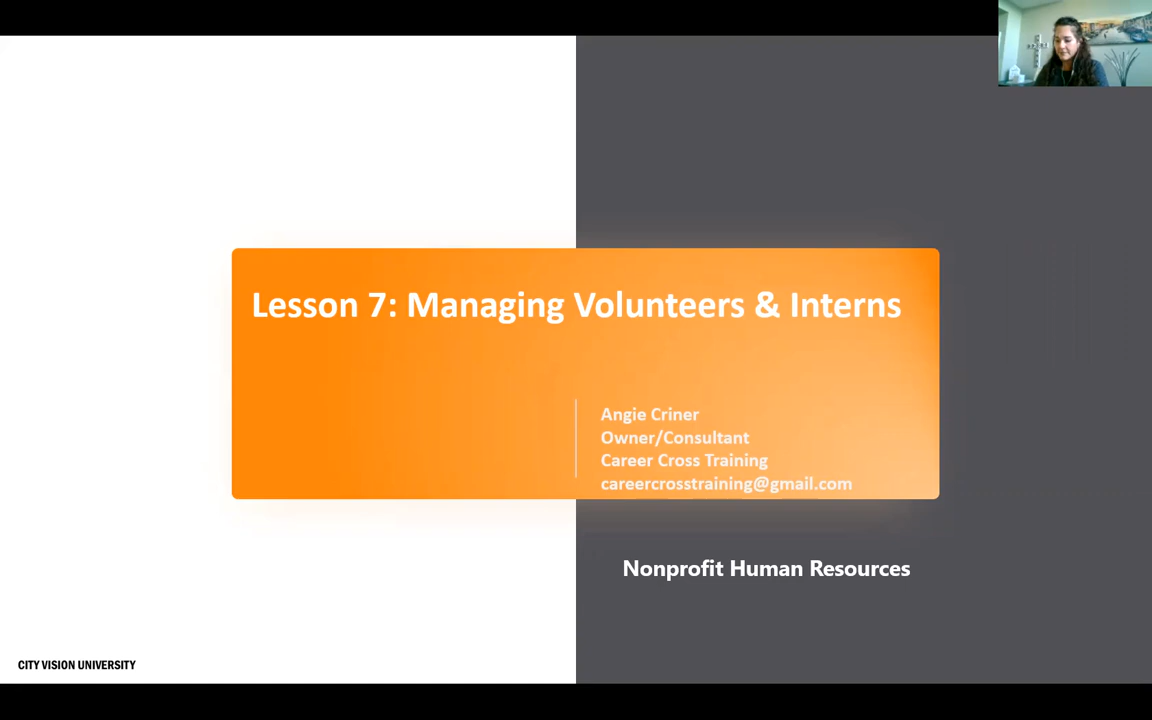 Lesson 7: Managing Volunteers & Interns
Angie Criner
Owner/Consultant
Career Cross Training
careercrosstraining@gmail.com
Nonprofit Human Resources
CITY VISION UNIVERSITY